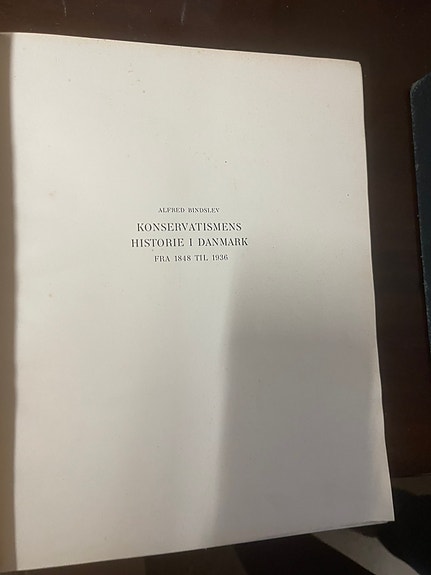 ALFRED BINDSLEV
KONSERVATISMENS
HISTORIE I DANMARK
FRA 1848 TIL 1936